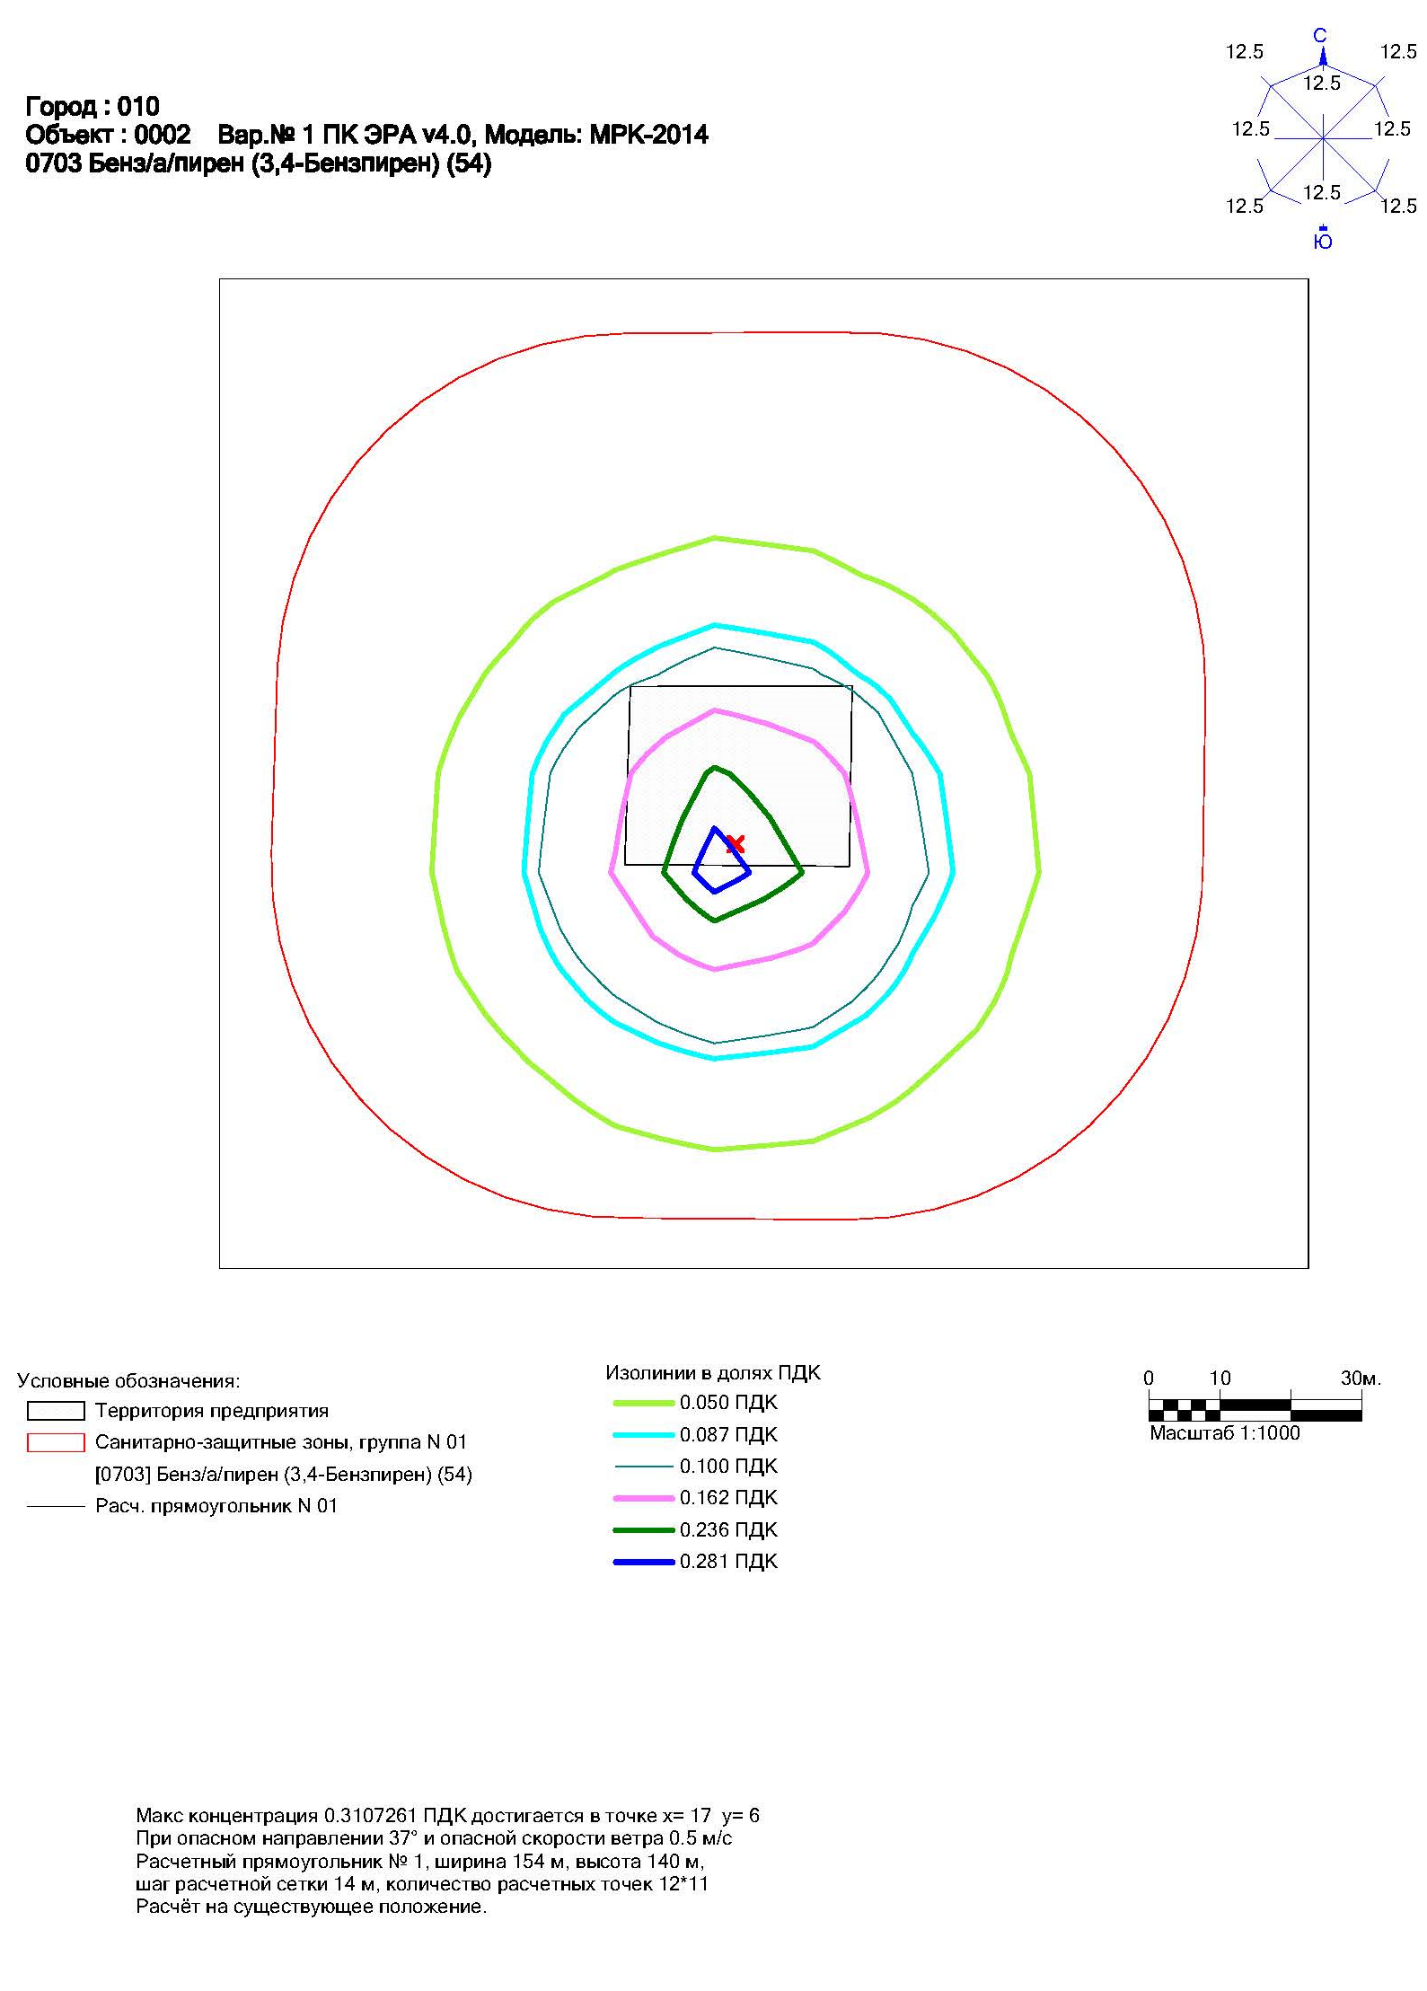 Город : 010
Объект : 0002 Вар.№ 1 ПК ЭРА v4.0, Модель: МРК-2014
0703 Бенз/а/пирен (3,4-Бензпирен) (54)
С
12.5 12.5
12.5
12.5 12.5
12.5
12.5 12.5
Ю
Условные обозначения:
Территория предприятия
Санитарно-защитные зоны, группа N 01
[0703] Бенз/а/пирен (3,4-Бензпирен) (54)
Расч. прямоугольник N 01
Изолинии в долях ПДК
0.050 ПДК
0.087 ПДК
0.100 ПДК
0.162 ПДК
0.236 ПДК
0.281 ПДК
0 10 30м.
Масштаб 1:1000
Макс концентрация 0.3107261 ПДК достигается в точке x= 17 y= 6
При опасном направлении 37° и опасной скорости ветра 0.5 м/с
Расчетный прямоугольник № 1, ширина 154 м, высота 140 м,
шаг расчетной сетки 14 м, количество расчетных точек 12*11
Расчёт на существующее положение.